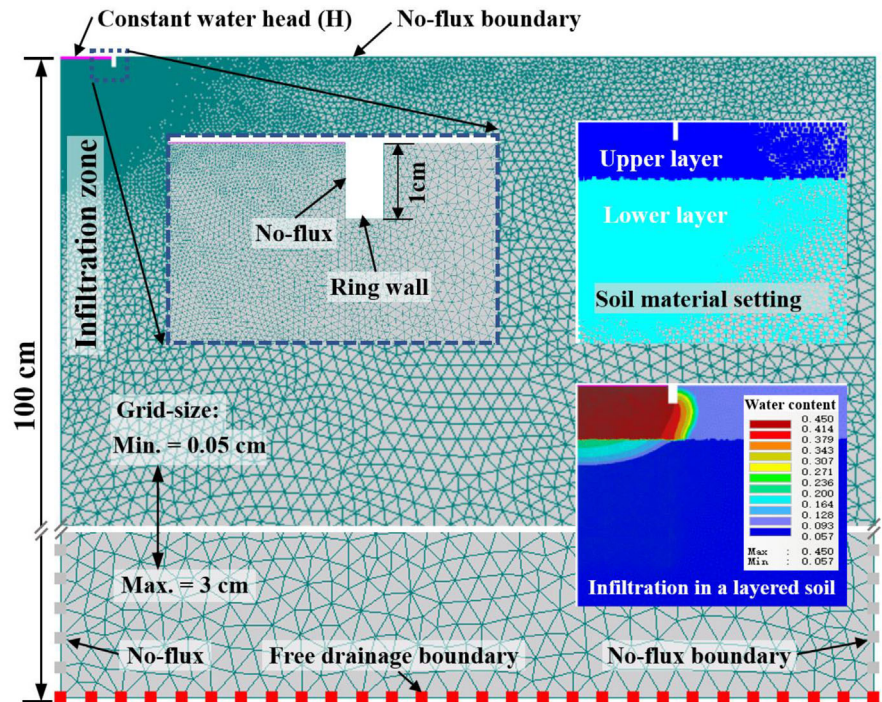 Constant water head (H)
No-flux boundary
Infiltration zone
1cm
No-flux
Ring wall
Upper layer
Lower layer
Soil material setting
100 cm
Grid-size:
Min. = 0.05 cm
Max. = 3 cm
Water content
0.450
0.414
0.379
0.343
0.307
0.271
0.236
0.200
0.164
0.128
0.093
0.057
Max : 0.450
Min : 0.057
Infiltration in a layered soil
No-flux
Free drainage boundary
No-flux boundary